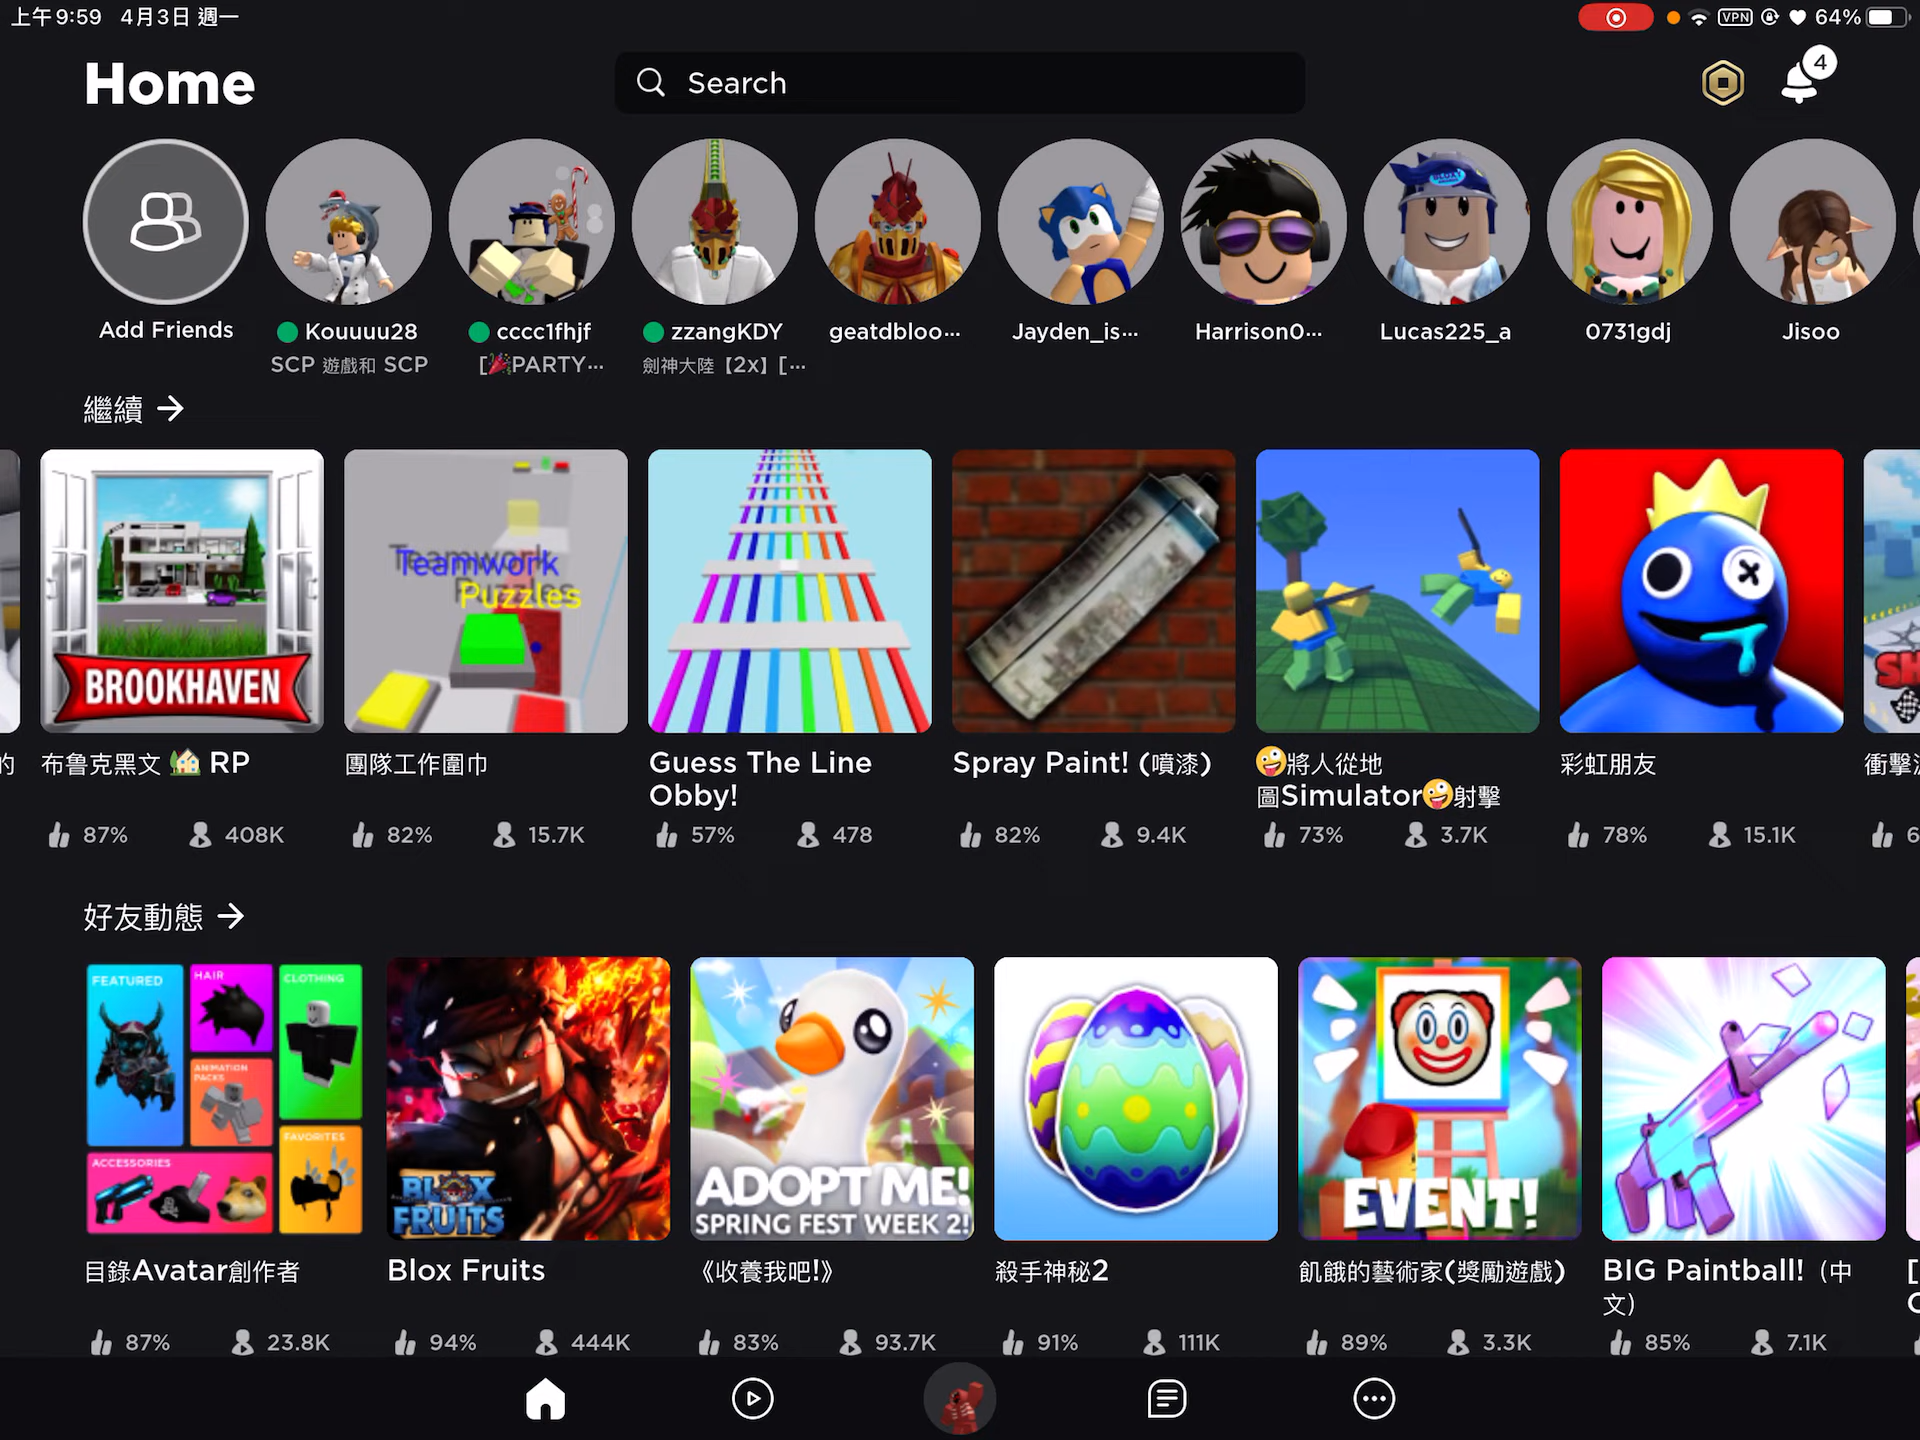 上午9:59 4月3日 週一
VPN 64%
Home
Search
4
Add Friends
Kouuuu28
SCP 遊戲和 SCP
cccc1fhjf
[🎉PARTY...
zzangKDY
劍神大陸【2x】[...
geatdbloo...
Jayden_is...
Harrison0...
BLOXY
Lucas225_a
0731gdj
Jisoo
繼續 →
BROOKHAVEN
Teamwork
Puzzles
SH
的
布魯克黑文 🏡 RP
團隊工作圍巾
Guess The Line
Obby!
Spray Paint! (噴漆)
🤪將人從地
圖Simulator🤪射擊
彩虹朋友
衝擊
87% 408K
82% 15.7K
57% 478
82% 9.4K
73% 3.7K
78% 15.1K
6
好友動態 →
FEATURED
HAIR
CLOTHING
ANIMATION
PACKS
FAVORITES
ACCESSORIES
BLOX
FRUITS
ADOPT ME!
SPRING FEST WEEK 2!
EVENT!
目錄Avatar創作者
Blox Fruits
《收養我吧!》
殺手神秘2
飢餓的藝術家(獎勵遊戲)
BIG Paintball!（中
文）
[
87% 23.8K
94% 444K
83% 93.7K
91% 111K
89% 3.3K
85% 7.1K